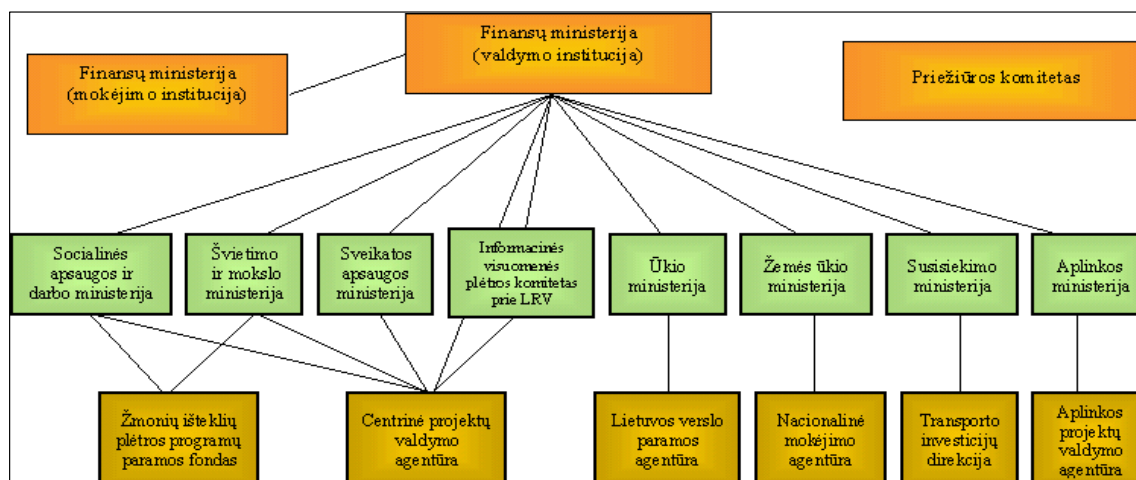 Finansų ministerija
(valdymo institucija)
Finansų ministerija
(mokėjimo institucija)
Priežiūros komitetas
Socialinės
apsaugos ir
darbo ministerija
Švietimo
ir mokslo
ministerija
Sveikatos
apsaugos
ministerija
Informacinės
visuomenės
plėtros komitetas
prie LRV
Ūkio
ministerija
Žemės ūkio
ministerija
Susisiekimo
ministerija
Aplinkos
ministerija
Žmonių išteklių
plėtros programų
paramos fondas
Centrinė projektų
valdymo
agentūra
Lietuvos verslo
paramos
agentūra
Nacionalinė
mokėjimo
agentūra
Transporto
investicijų
direkcija
Aplinkos
projektų
valdymo
agentūra